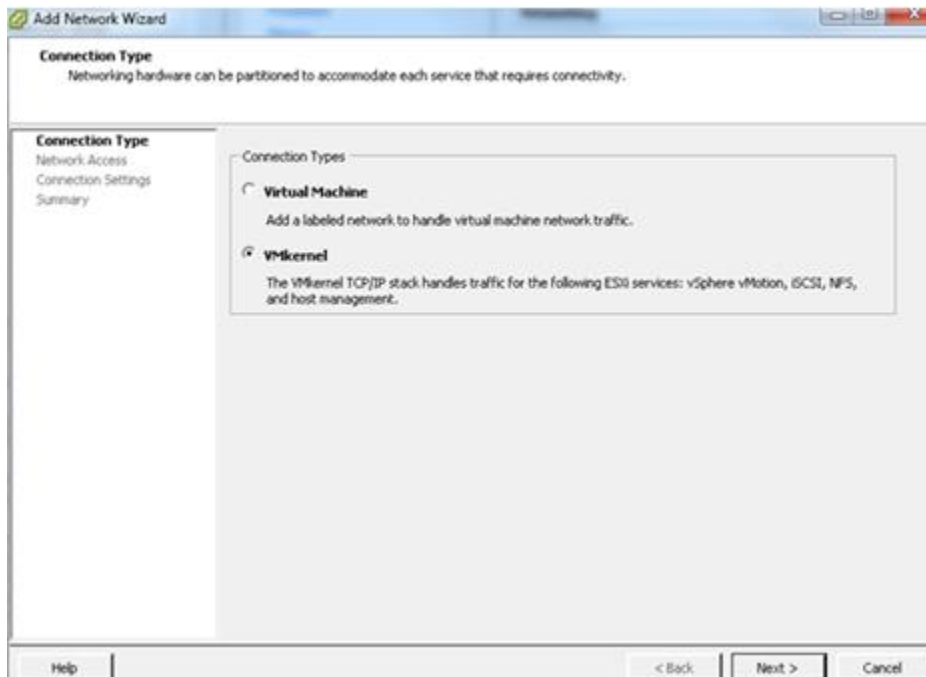 Add Network Wizard
Connection Type
Networking hardware can be partitioned to accommodate each service that requires connectivity.
Connection Type
Network Access
Connection Settings
Summary
Connection Types
Virtual Machine
Add a labeled network to handle virtual machine network traffic.
VMkernel
The VMkernel TCP/IP stack handles traffic for the following ESXi services: vSphere vMotion, iSCSI, NFS,
and host management.
Help
< Back
Next >
Cancel